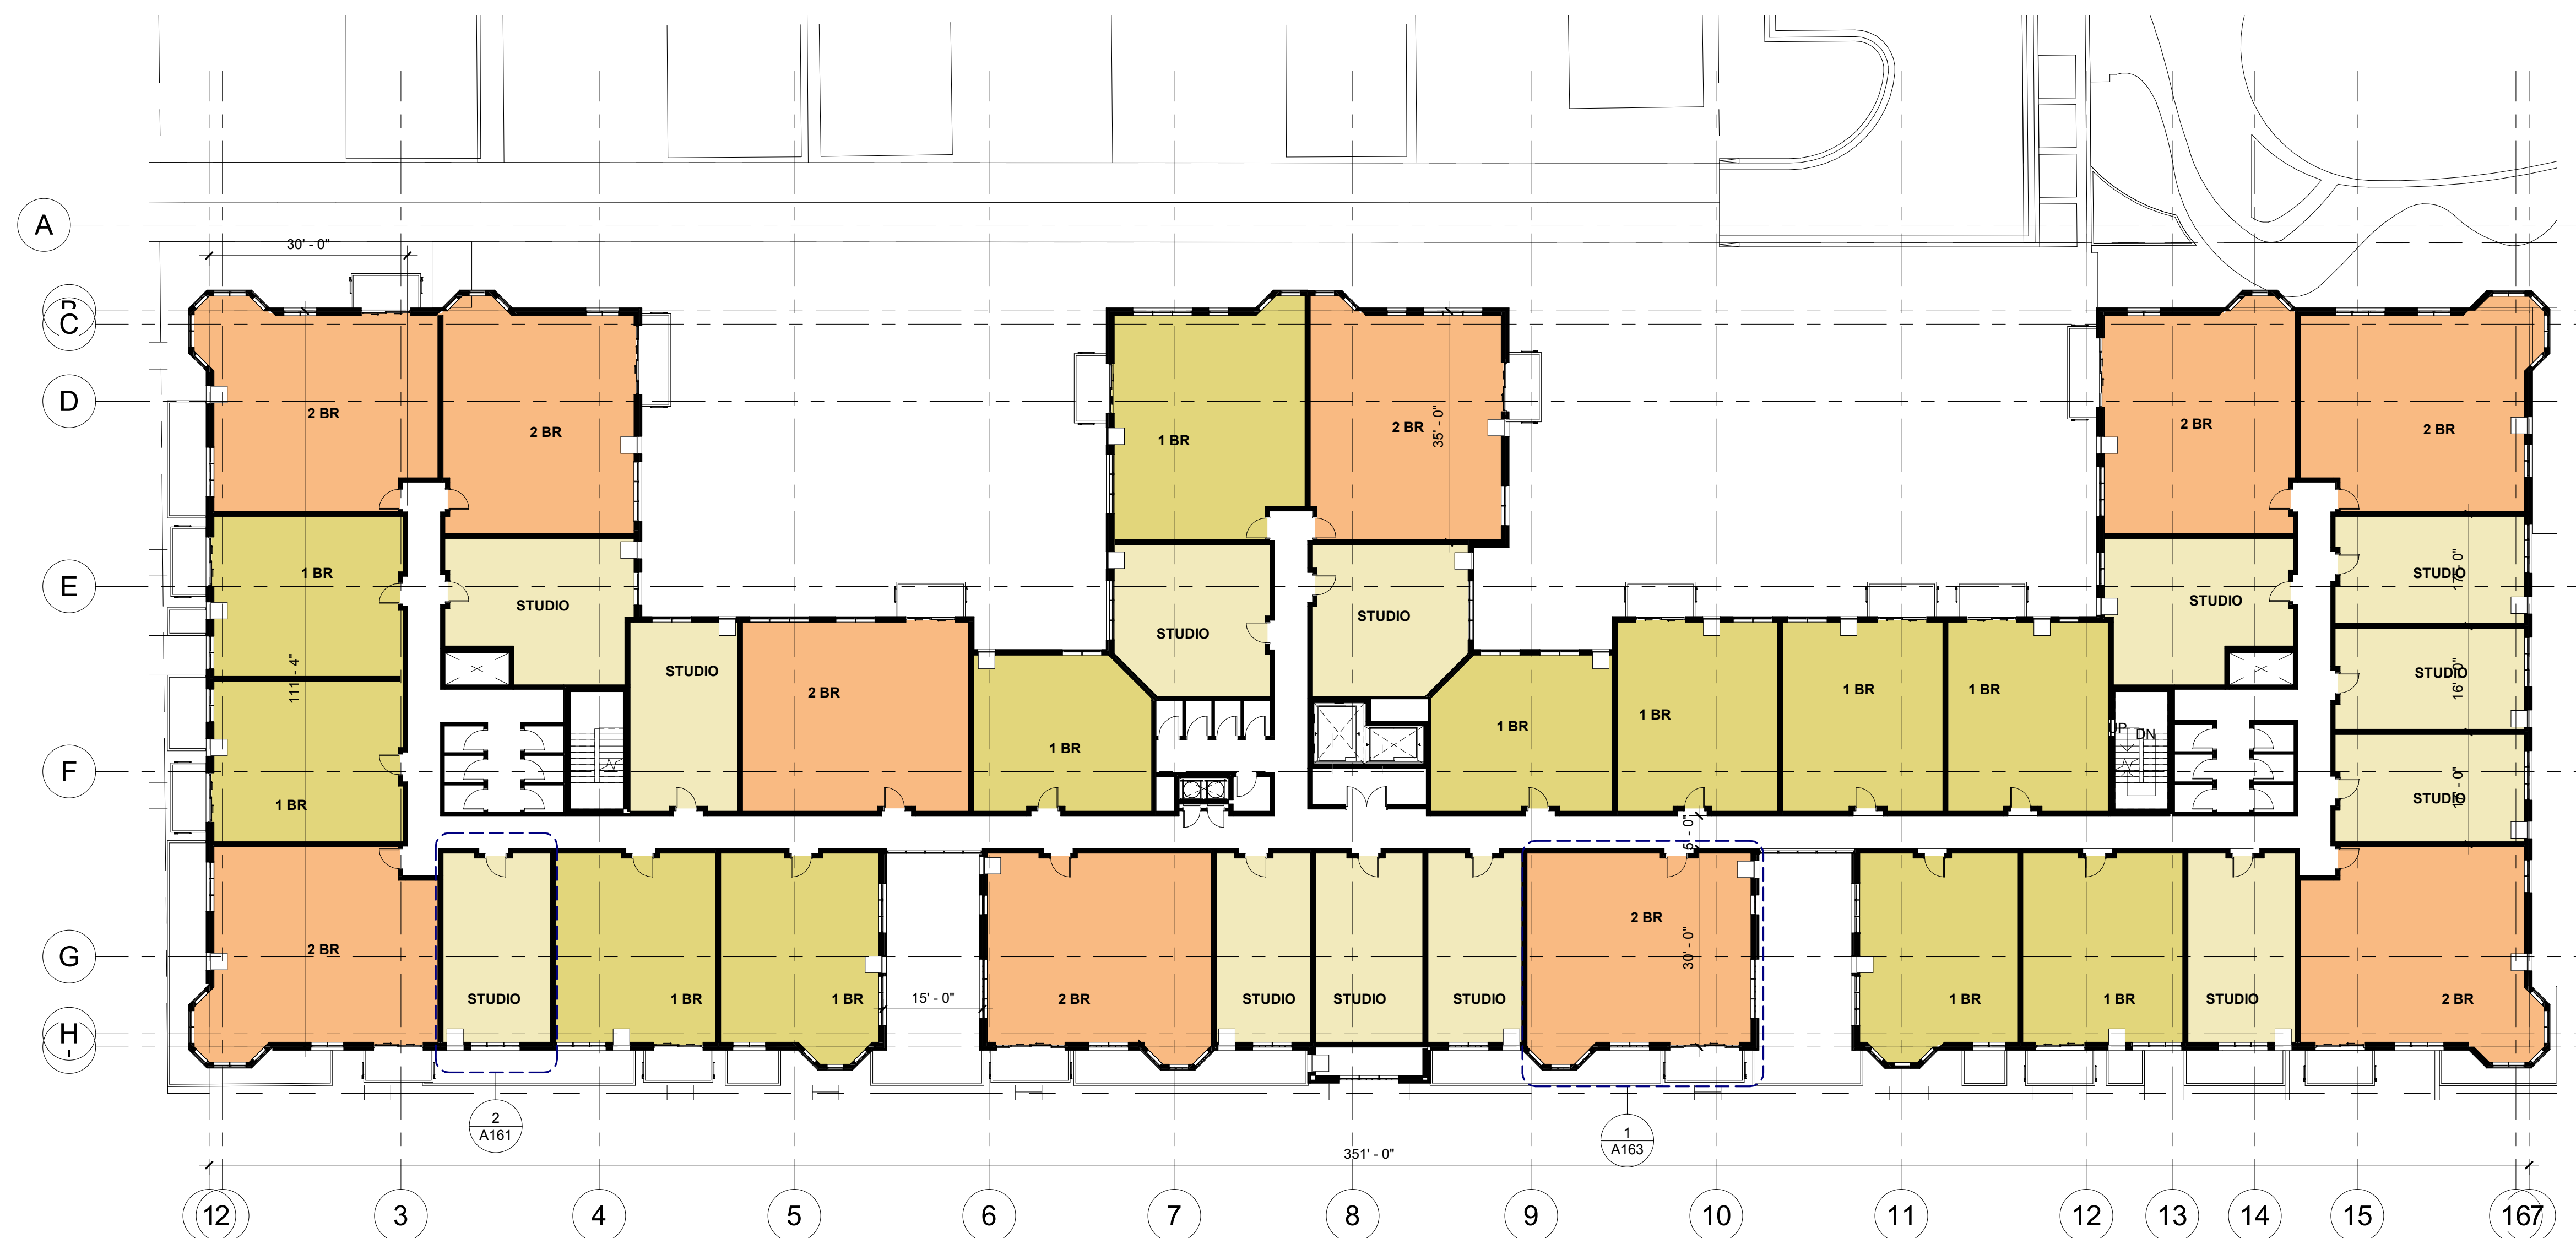 A
30' - 0"
C
D
2 BR
2 BR
1 BR
2 BR
35' - 0"
2 BR
2 BR
E
1 BR
STUDIO
STUDIO
STUDIO
STUDIO
STUDIO
17' - 0"
111' - 4"
STUDIO
2 BR
1 BR
1 BR
1 BR
1 BR
1 BR
STUDIO
16' - 0"
UP
DN
F
1 BR
STUDIO
5' - 0"
G
2 BR
STUDIO
1 BR
1 BR
15' - 0"
2 BR
STUDIO
STUDIO
STUDIO
2 BR
30' - 0"
1 BR
1 BR
STUDIO
2 BR
H
2
A161
1
A163
351' - 0"
1 2 3 4 5 6 7 8 9 10 11 12 13 14 15 16 17